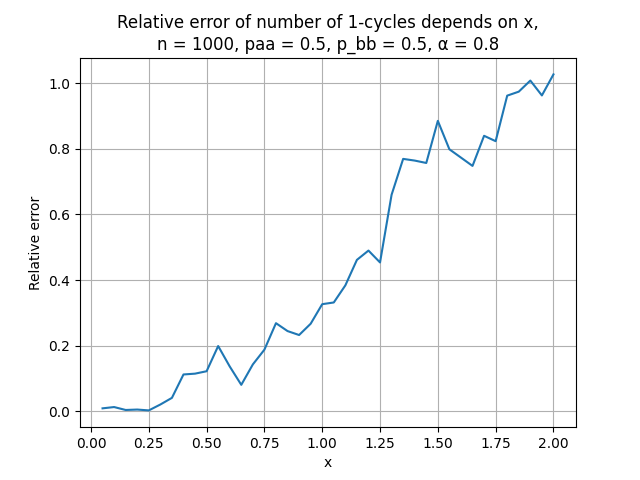 Relative error of number of 1-cycles depends on x,
n = 1000, paa = 0.5, p_bb = 0.5, α = 0.8
1.0
0.8
0.6
0.4
0.2
0.0
Relative error
0.00 0.25 0.50 0.75 1.00 1.25 1.50 1.75 2.00
x